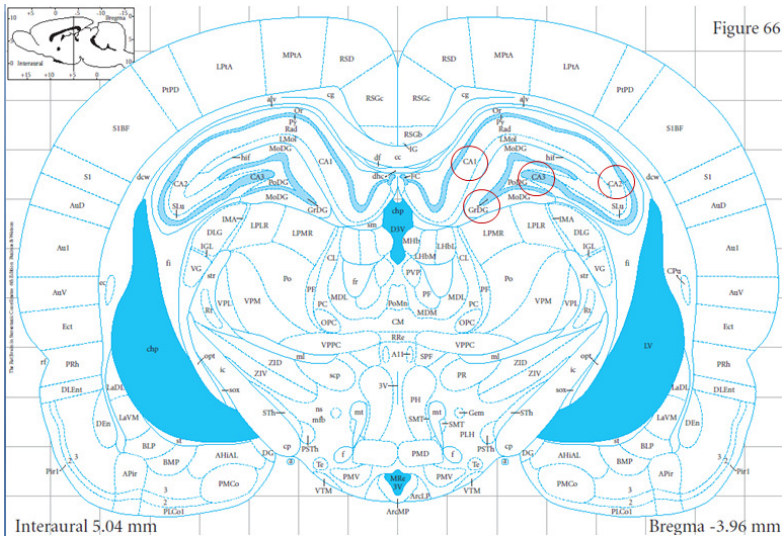 Bregma
Interaural
Figure 66
MPtA
RSD
RSD
MPtA
LPtA
LPtA
PtPD
PtPD
RSGc
RSGc
cg
cg
alv
alv
S1BF
S1BF
Or
Or
Py
Py
Rad
Rad
RSGb
IG
LMol
LMol
MoDG
MoDG
hif
hif
df
cc
CA1
CA1
dhc
FC
S1
S1
dcw
dcw
CA2
CA2
CA3
CA3
PoDG
PoDG
MoDG
MoDG
SLu
SLu
GrDG
GrDG
AuD
AuD
chp
IMA
IMA
D3V
sm
DLG
DLG
LPLR
LPLR
LPMR
LPMR
Au1
Au1
IGL
IGL
MHb
LHbL
LHbM
CL
CL
fi
fi
VG
VG
str
str
Po
Po
fr
PVP
PF
PF
PF
ec
CPu
AuV
AuV
VPL
VPL
VPM
VPM
MDL
MDL
PC
PC
PoMn
MDM
Rt
Rt
OPC
OPC
CM
Ect
Ect
RRe
VPPC
VPPC
chp
LV
opt
opt
A11
SPF
ml
ml
rf
PRh
PRh
ZID
ZID
ZIV
ZIV
scp
PR
ic
ic
3V
DLEnt
DLEnt
LaDL
LaDL
sox
sox
PH
STh
STh
ns
mfb
mt
mt
Gem
SMT
SMT
LaVM
LaVM
DEn
DEn
PLH
PSTh
PSTh
st
st
BLP
BLP
cp
cp
DG
DG
f
f
PMD
AHiAL
AHiAL
BMP
BMP
Te
Te
PMV
PMV
Pir1
Pir1
APir
APir
PMCo
PMCo
MRe
3V
VTM
VTM
ArcLP
ArcMP
PLCo1
PLCo1
Interaural 5.04 mm
Bregma -3.96 mm